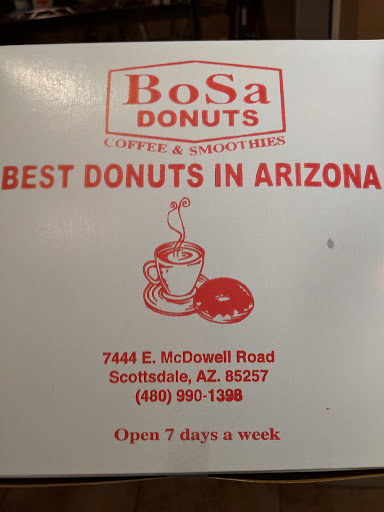 BoSa
DONUTS
COFFEE & SMOOTHIES
BEST DONUTS IN ARIZONA
7444 E. McDowell Road
Scottsdale, AZ. 85257
(480) 990-1398
Open 7 days a week